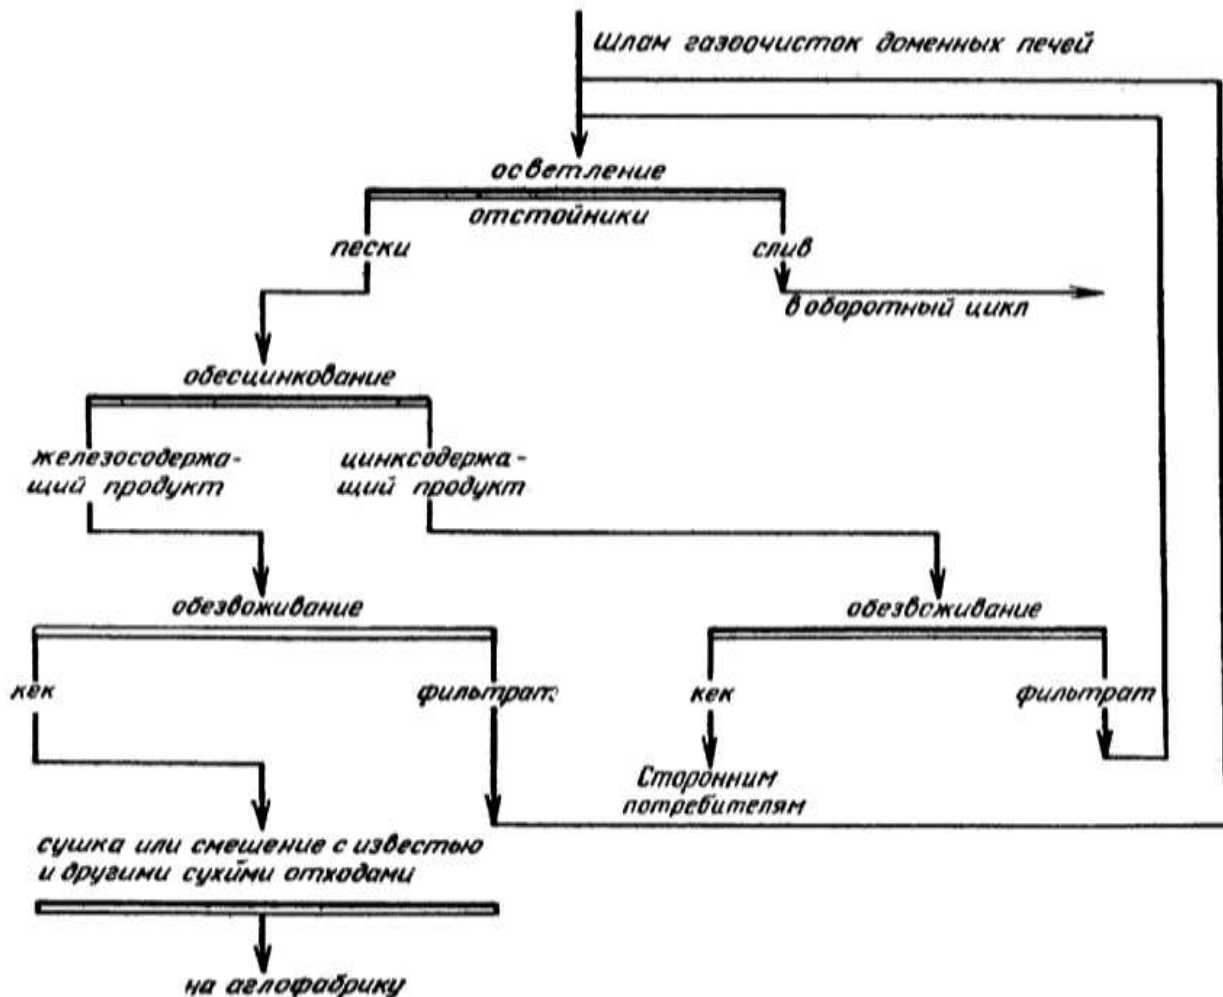 Шлам газоочисток доменных печей
осветление
отстойники
пески
слив
в оборотный цикл
обесцинкование
железосодержа-
щий продукт
цинксодержа-
щий продукт
обезвоживание
обезвоживание
кек
фильтрат
кек
фильтрат
Сторонним
потребителям
сушка или смешение с известью
и другими сухими отходами
на аглофабрику